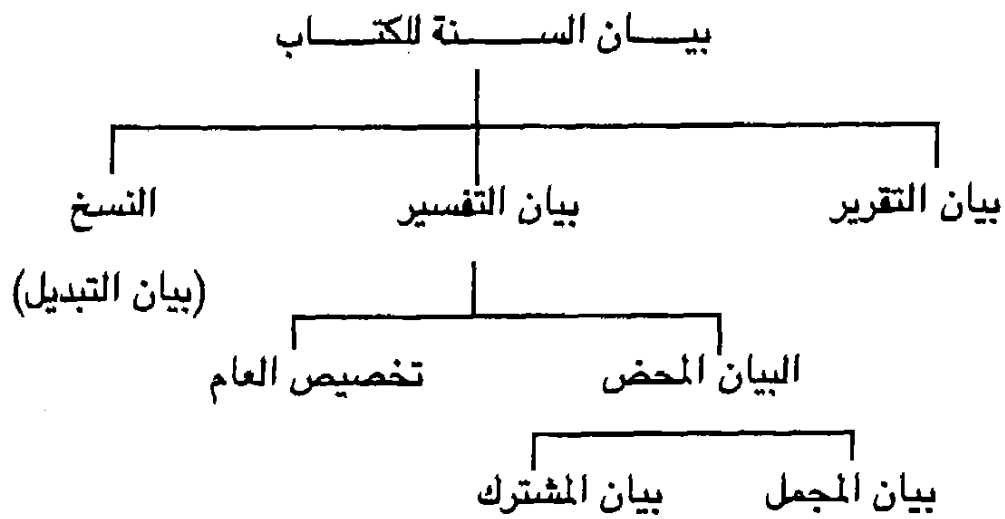 بيان السنة للكتاب
بيان التقرير بيان التفسير النسخ
(بيان التبديل)
البيان المحض تخصيص العام
بيان المجمل بيان المشترك